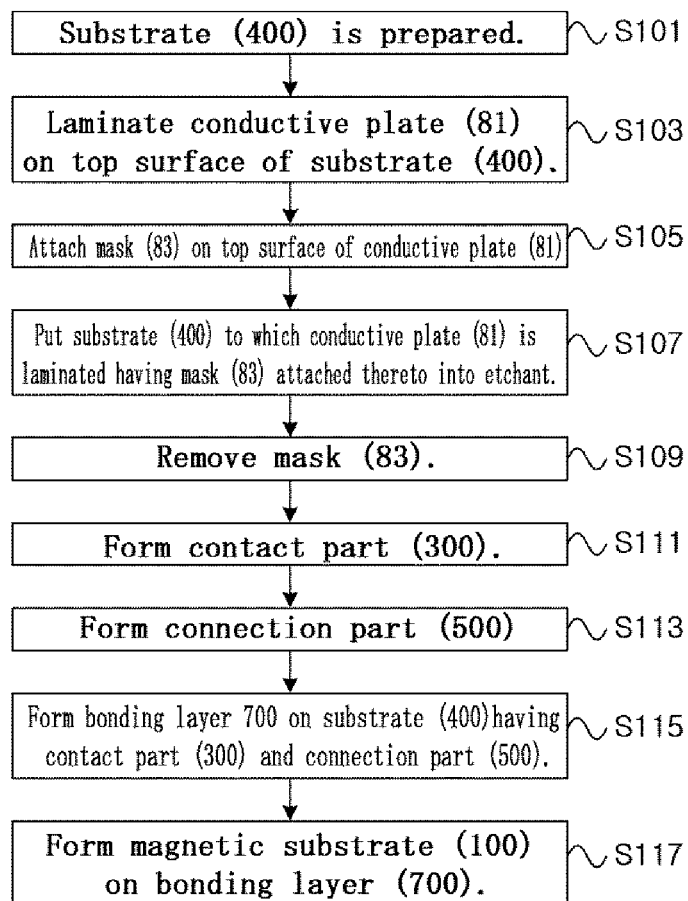 Substrate (400) is prepared.
S101
Laminate conductive plate (81)
on top surface of substrate (400).
S103
Attach mask (83) on top surface of conductive plate (81)
S105
Put substrate (400) to which conductive plate (81) is
laminated having mask (83) attached thereto into etchant.
S107
Remove mask (83).
S109
Form contact part (300).
S111
Form connection part (500)
S113
Form bonding layer 700 on substrate (400)having
contact part (300) and connection part (500).
S115
Form magnetic substrate (100)
on bonding layer (700).
S117